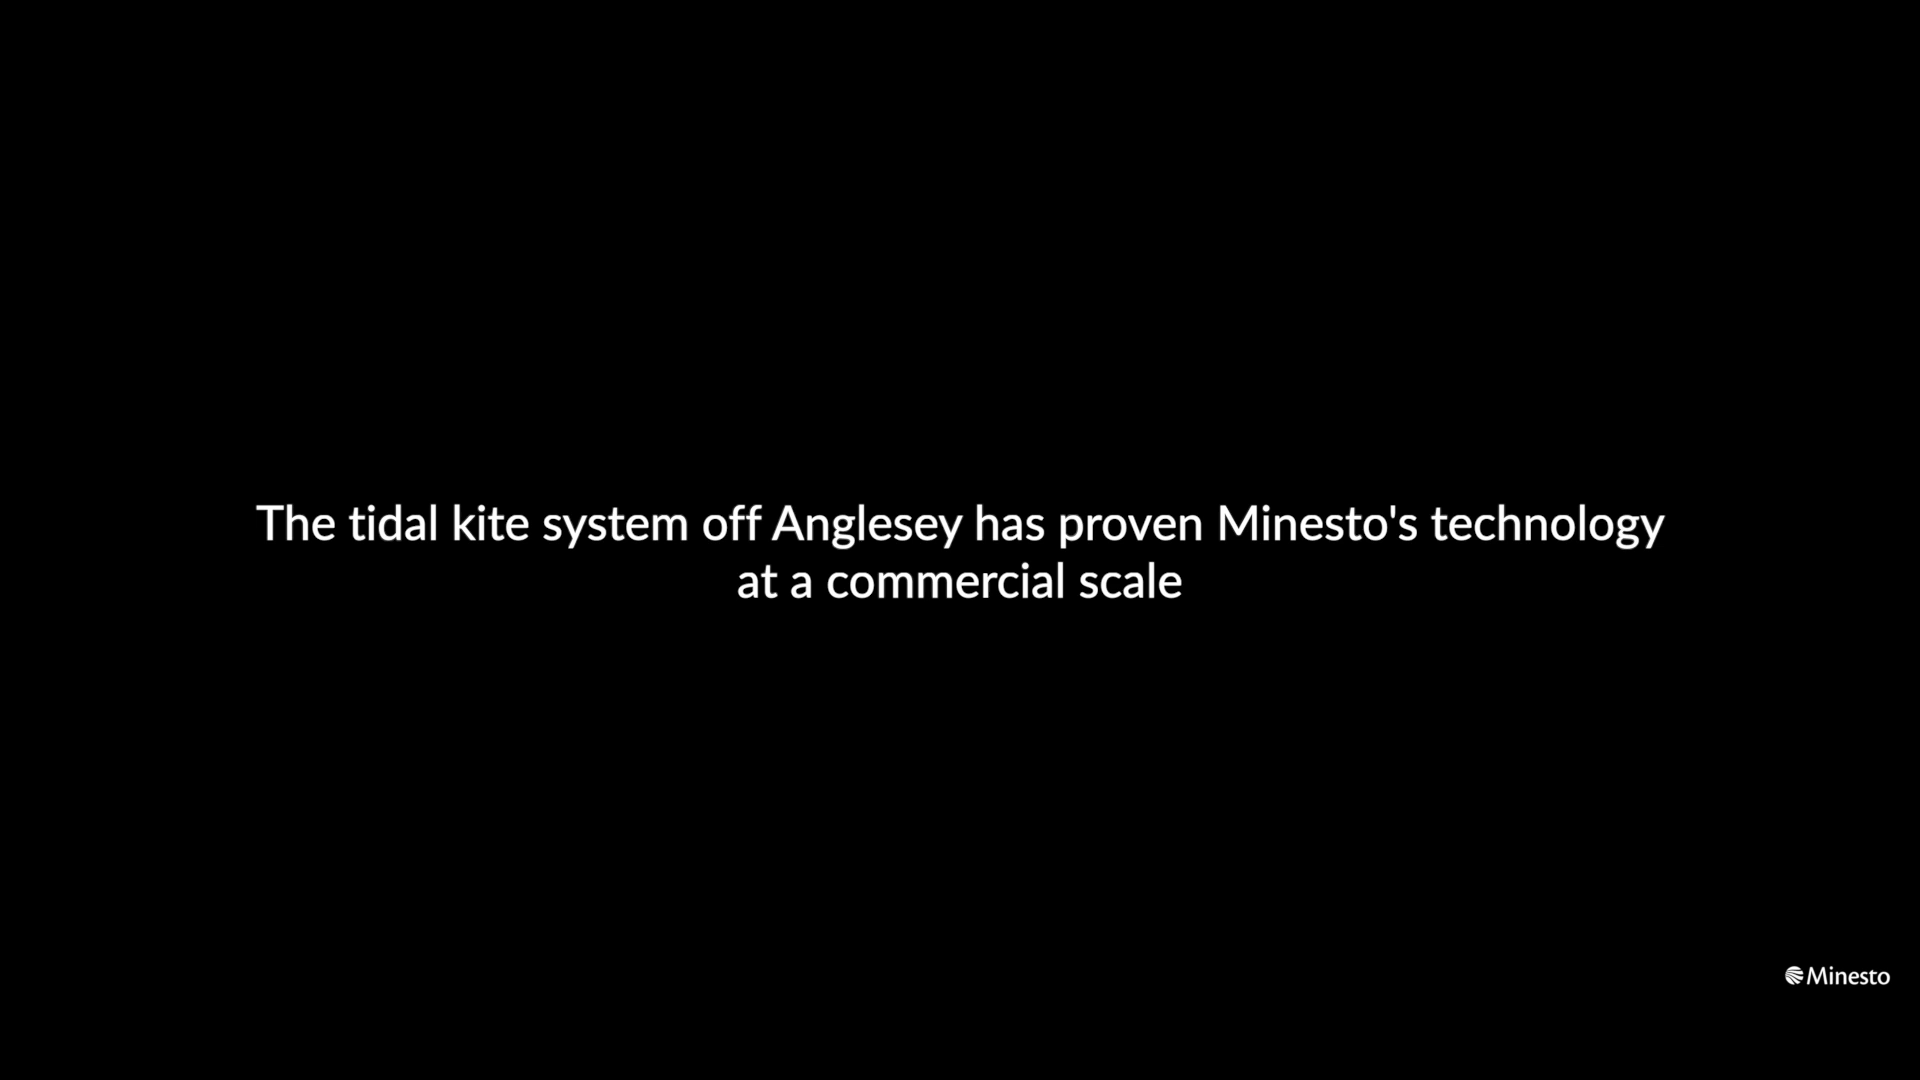 The tidal kite system off Anglesey has proven Minesto's technology
at a commercial scale
Minesto